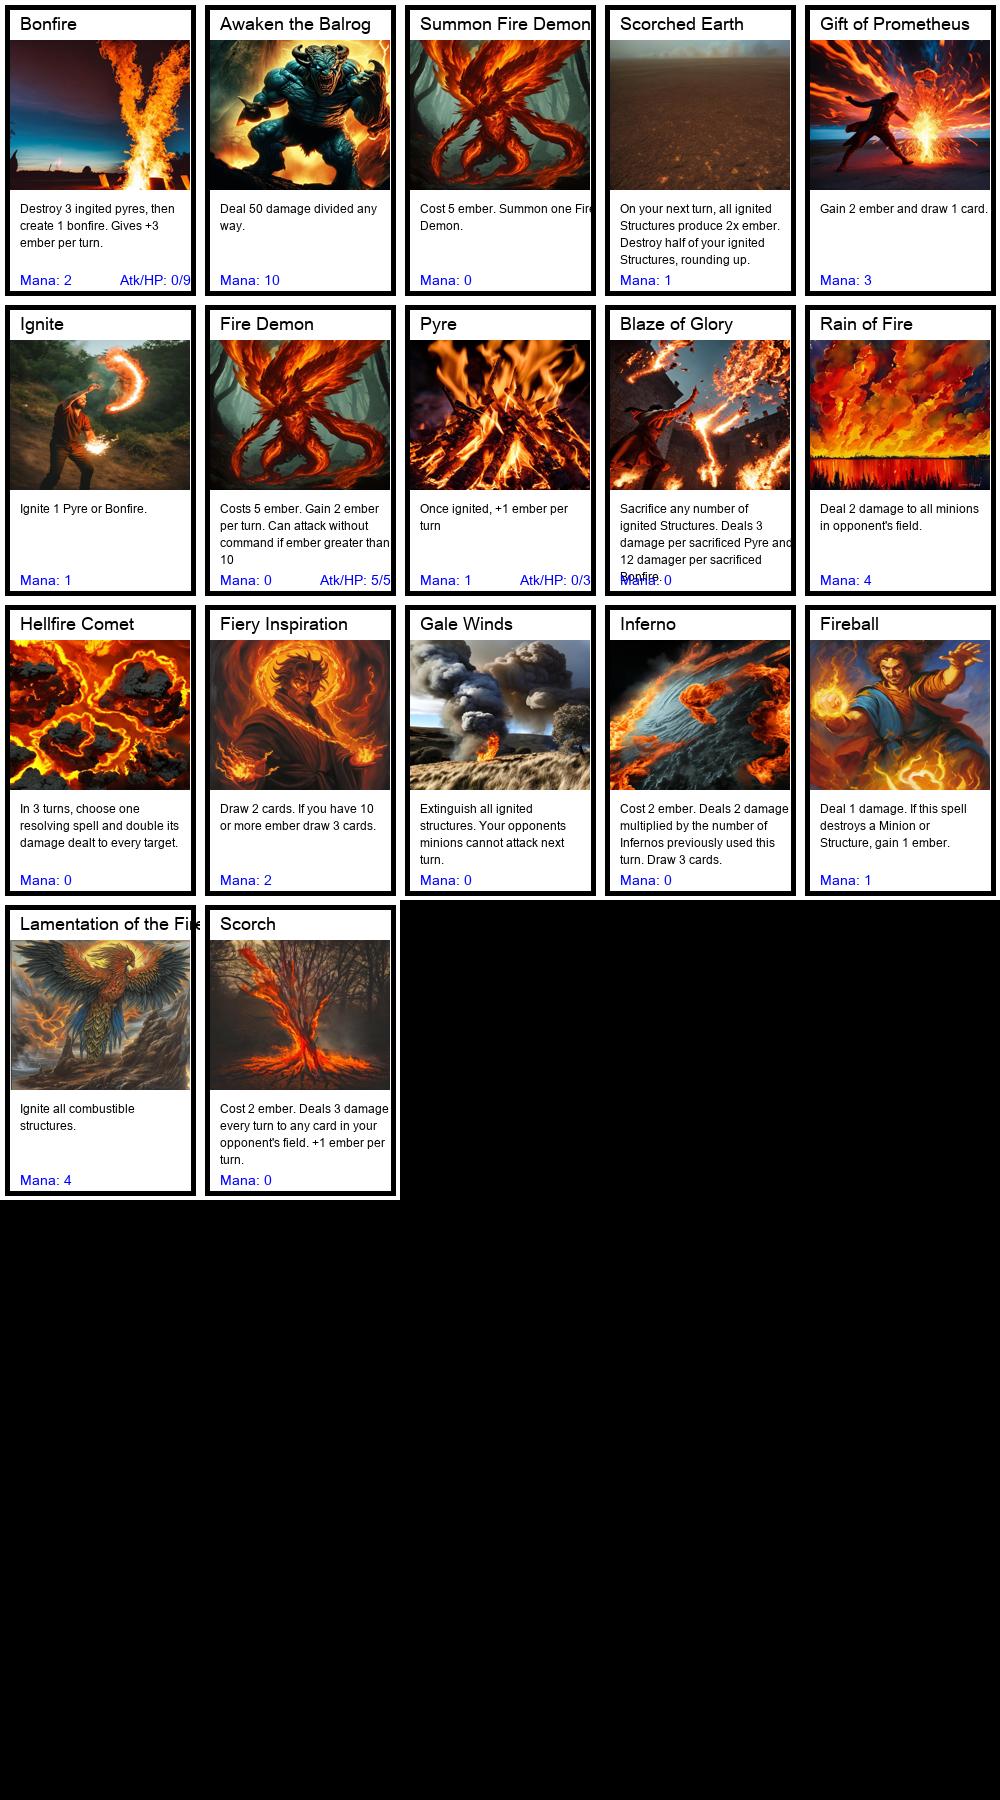 Bonfire
Destroy 3 ingited pyres, then
create 1 bonfire. Gives +3
ember per turn.
Mana: 2 Atk/HP: 0/9
Awaken the Balrog
Deal 50 damage divided any
way.
Mana: 10
Summon Fire Demon
Cost 5 ember. Summon one Fire
Demon.
Mana: 0
Scorched Earth
On your next turn, all ignited
Structures produce 2x ember.
Destroy half of your ignited
Structures, rounding up.
Mana: 1
Gift of Prometheus
Gain 2 ember and draw 1 card.
Mana: 3
Ignite
Ignite 1 Pyre or Bonfire.
Mana: 1
Fire Demon
Costs 5 ember. Gain 2 ember
per turn. Can attack without
command if ember greater than
10
Mana: 0 Atk/HP: 5/5
Pyre
Once ignited, +1 ember per
turn
Mana: 1 Atk/HP: 0/3
Blaze of Glory
Sacrifice any number of
ignited Structures. Deals 3
damage per sacrificed Pyre and
12 damager per sacrificed
Bonfire.
Mana: 0
Rain of Fire
Deal 2 damage to all minions
in opponent's field.
Mana: 4
Hellfire Comet
In 3 turns, choose one
resolving spell and double its
damage dealt to every target.
Mana: 0
Fiery Inspiration
Draw 2 cards. If you have 10
or more ember draw 3 cards.
Mana: 2
Gale Winds
Extinguish all ignited
structures. Your opponents
minions cannot attack next
turn.
Mana: 0
Inferno
Cost 2 ember. Deals 2 damage
multiplied by the number of
Infernos previously used this
turn. Draw 3 cards.
Mana: 0
Fireball
Deal 1 damage. If this spell
destroys a Minion or
Structure, gain 1 ember.
Mana: 1
Lamentation of the Fire
Ignite all combustible
structures.
Mana: 4
Scorch
Cost 2 ember. Deals 3 damage
every turn to any card in your
opponent's field. +1 ember per
turn.
Mana: 0